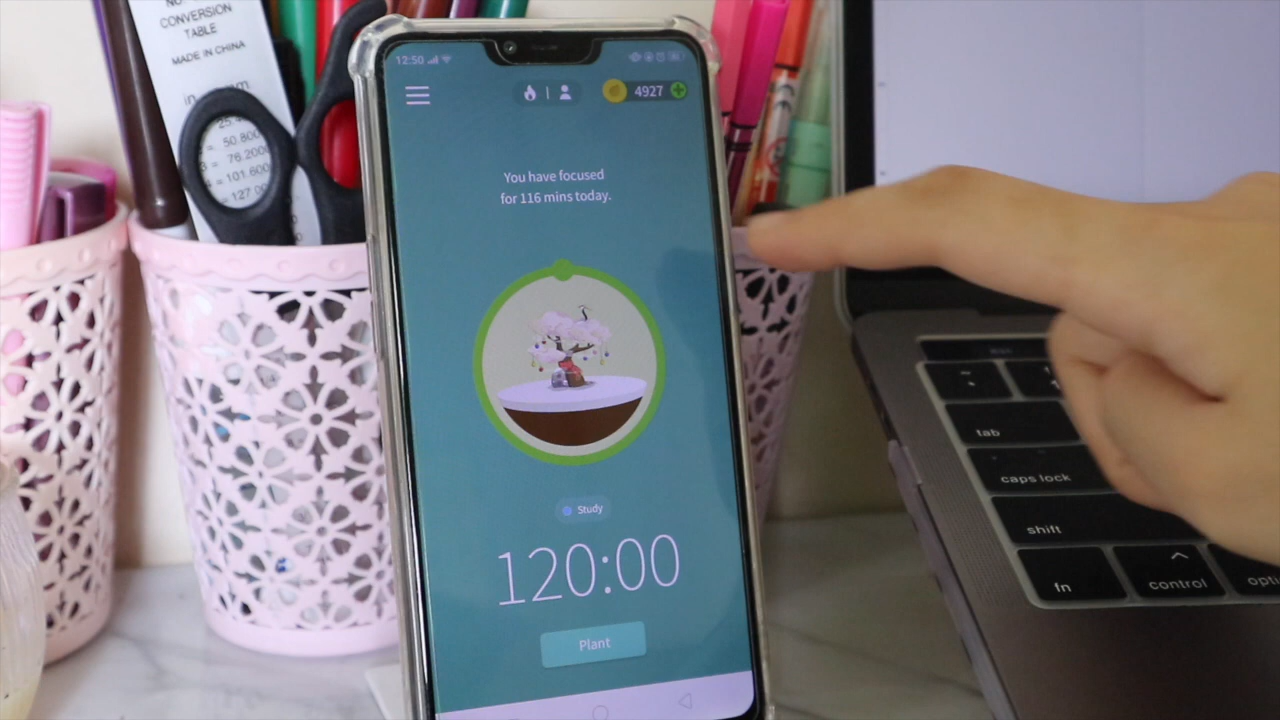 CONVERSION
TABLE
MADE IN CHINA
50.800
76.200
=101.600
127.00
12:50
4927
You have focused
for 116 mins today.
Study
120:00
Plant
tab
caps lock
shift
fn
control